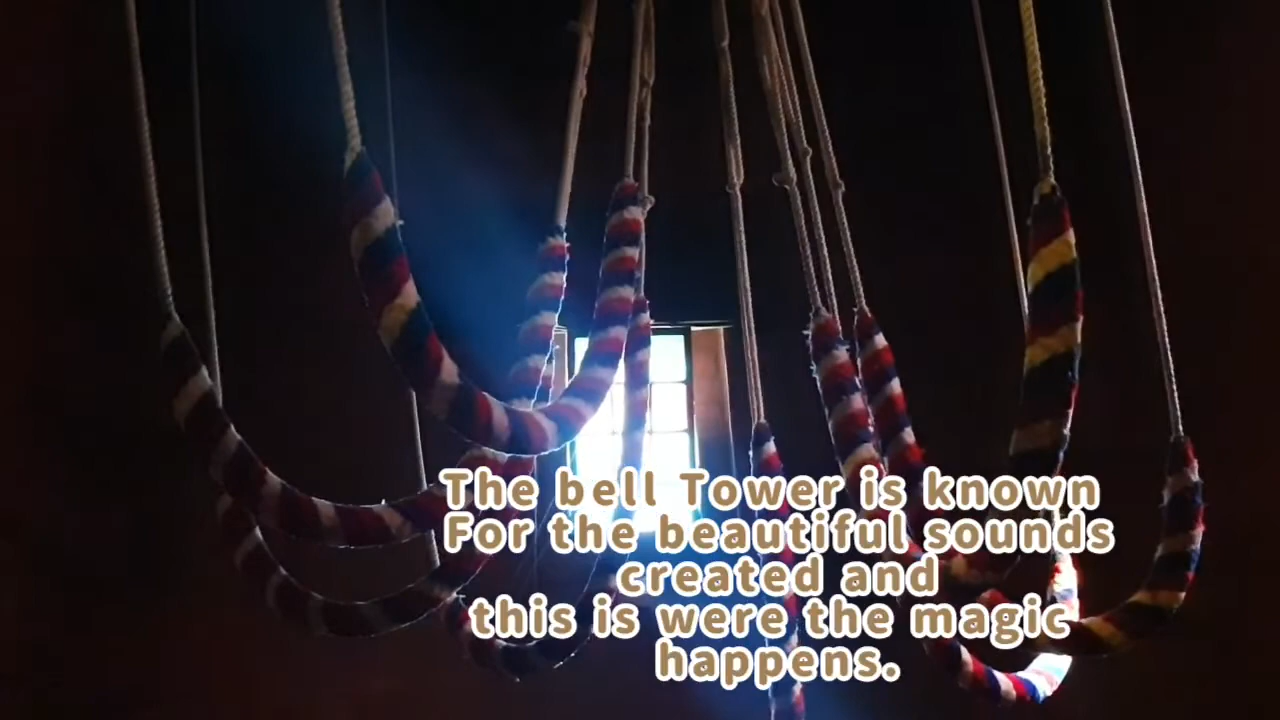 The bell Tower is known
For the beautiful sounds
created and
this is were the magic
happens.